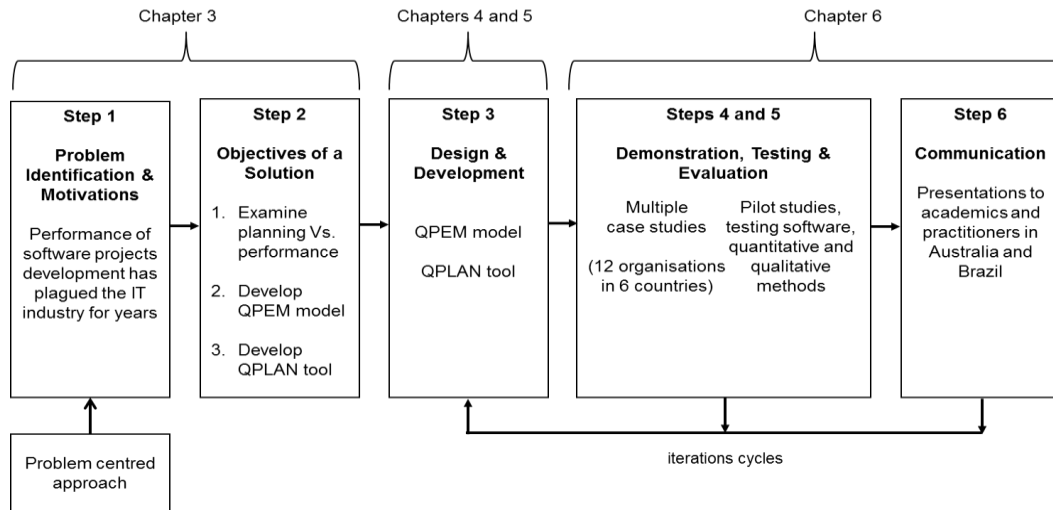 Chapter 3
Chapters 4 and 5
Chapter 6
Step 1
Problem
Identification &
Motivations
Performance of
software projects
development has
plagued the IT
industry for years
Step 2
Objectives of a
Solution
1. Examine
planning Vs.
performance
2. Develop
QPEM model
3. Develop
QPLAN tool
Step 3
Design &
Development
QPEM model
QPLAN tool
Steps 4 and 5
Demonstration, Testing &
Evaluation
Multiple
case studies
(12 organisations
in 6 countries)
Pilot studies,
testing software,
quantitative and
qualitative
methods
Step 6
Communication
Presentations to
academics and
practitioners in
Australia and
Brazil
Problem centred
approach
iterations cycles